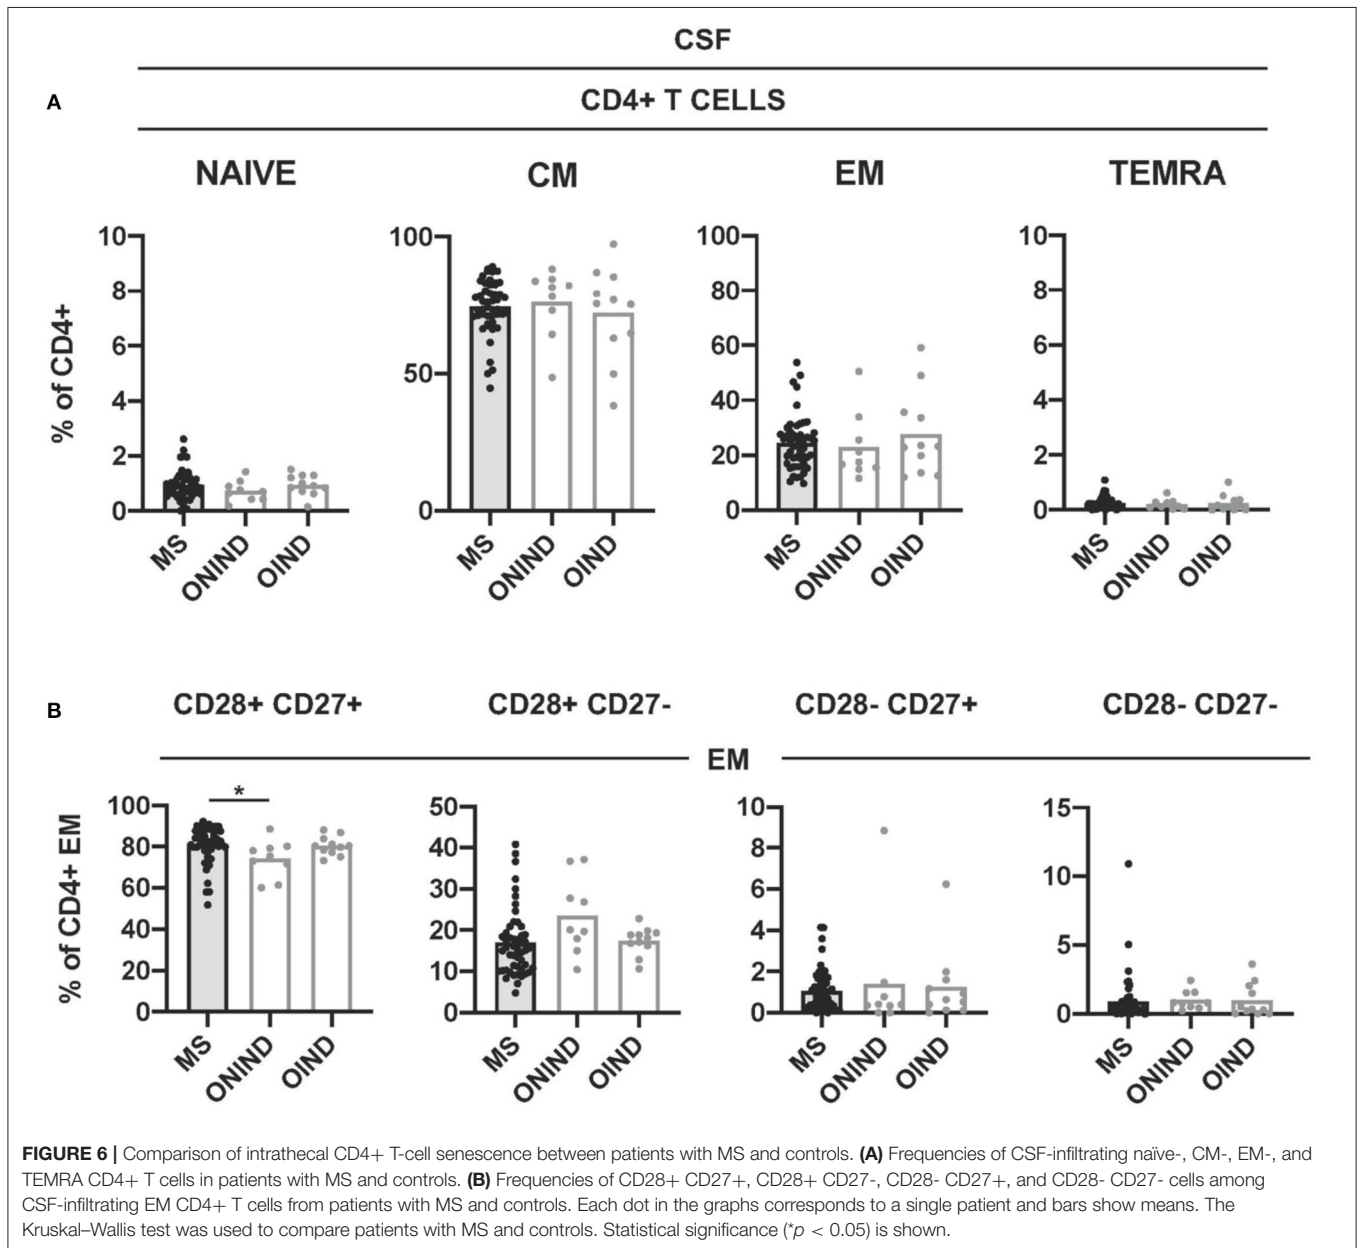 CSF
A
CD4+ T CELLS
NAIVE
CM
EM
TEMRA
% of CD4+
10
8
6
4
2
0
MS
ONIND
OIND
100
50
0
MS
ONIND
OIND
100
80
60
40
20
0
MS
ONIND
OIND
10
8
6
4
2
0
MS
ONIND
OIND
B
CD28+ CD27+
CD28+ CD27-
CD28- CD27+
CD28- CD27-
EM
% of CD4+ EM
100
80
60
40
20
0
*
MS
ONIND
OIND
50
40
30
20
10
0
MS
ONIND
OIND
10
8
6
4
2
0
MS
ONIND
OIND
15
10
5
0
MS
ONIND
OIND
FIGURE 6 | Comparison of intrathecal CD4+ T-cell senescence between patients with MS and controls. (A) Frequencies of CSF-infiltrating naïve-, CM-, EM-, and
TEMRA CD4+ T cells in patients with MS and controls. (B) Frequencies of CD28+ CD27+, CD28+ CD27-, CD28- CD27+, and CD28- CD27- cells among
CSF-infiltrating EM CD4+ T cells from patients with MS and controls. Each dot in the graphs corresponds to a single patient and bars show means. The
Kruskal–Wallis test was used to compare patients with MS and controls. Statistical significance (*p < 0.05) is shown.